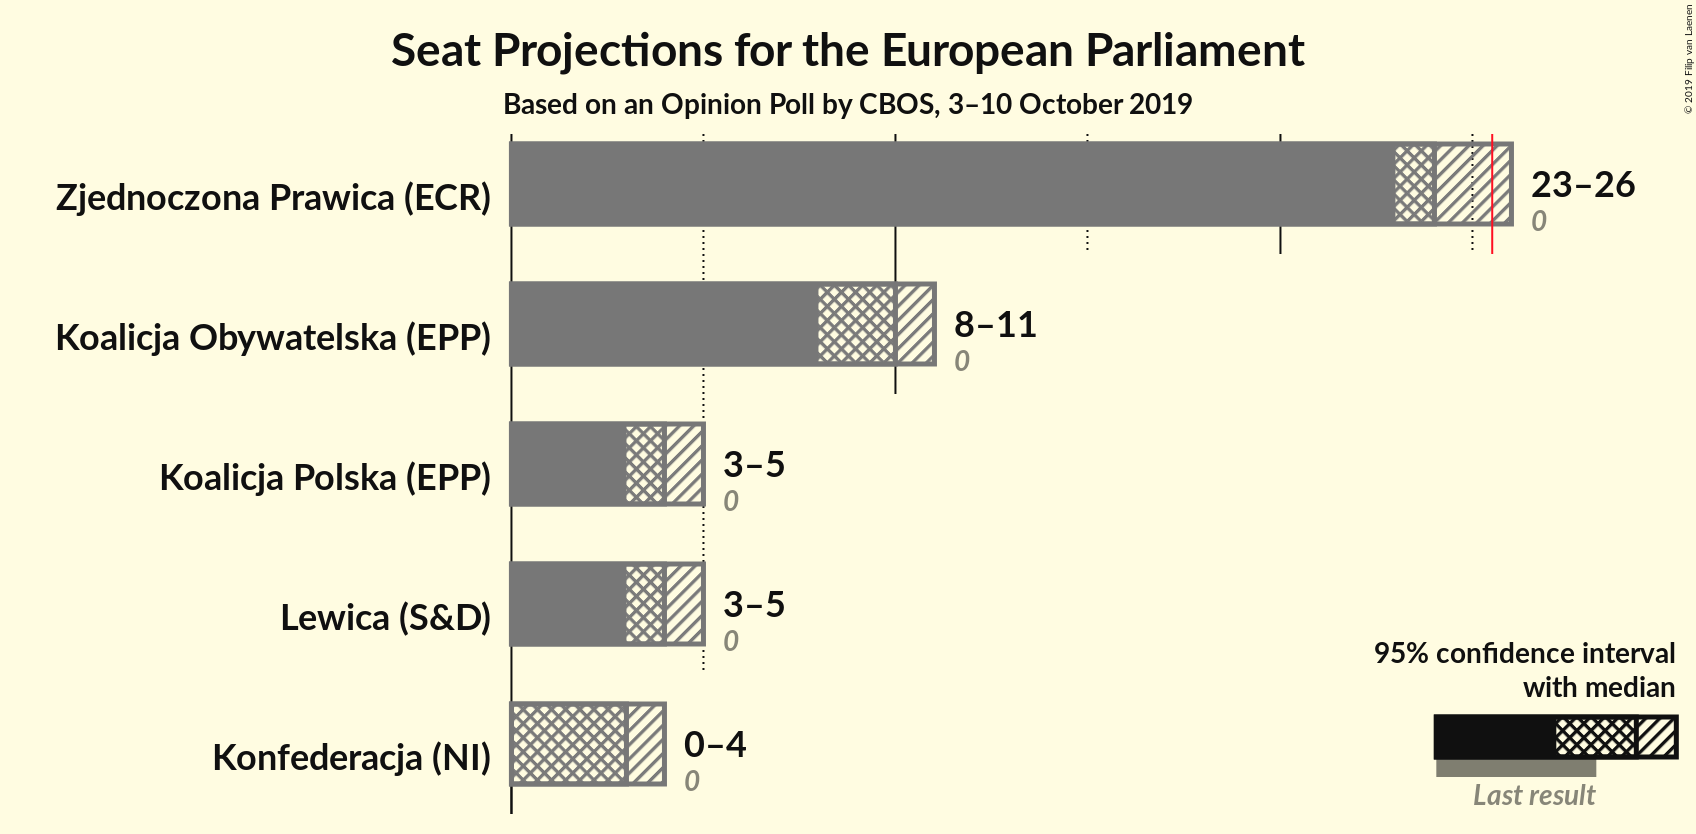 Seat Projections for the European Parliament
Based on an Opinion Poll by CBOS, 3–10 October 2019
© 2019 Filip van Laenen
Zjednoczona Prawica (ECR)
23–26
0
Koalicja Obywatelska (EPP)
8–11
0
Koalicja Polska (EPP)
3–5
0
Lewica (S&D)
3–5
0
Konfederacja (NI)
0–4
0
95% confidence interval
with median
Last result